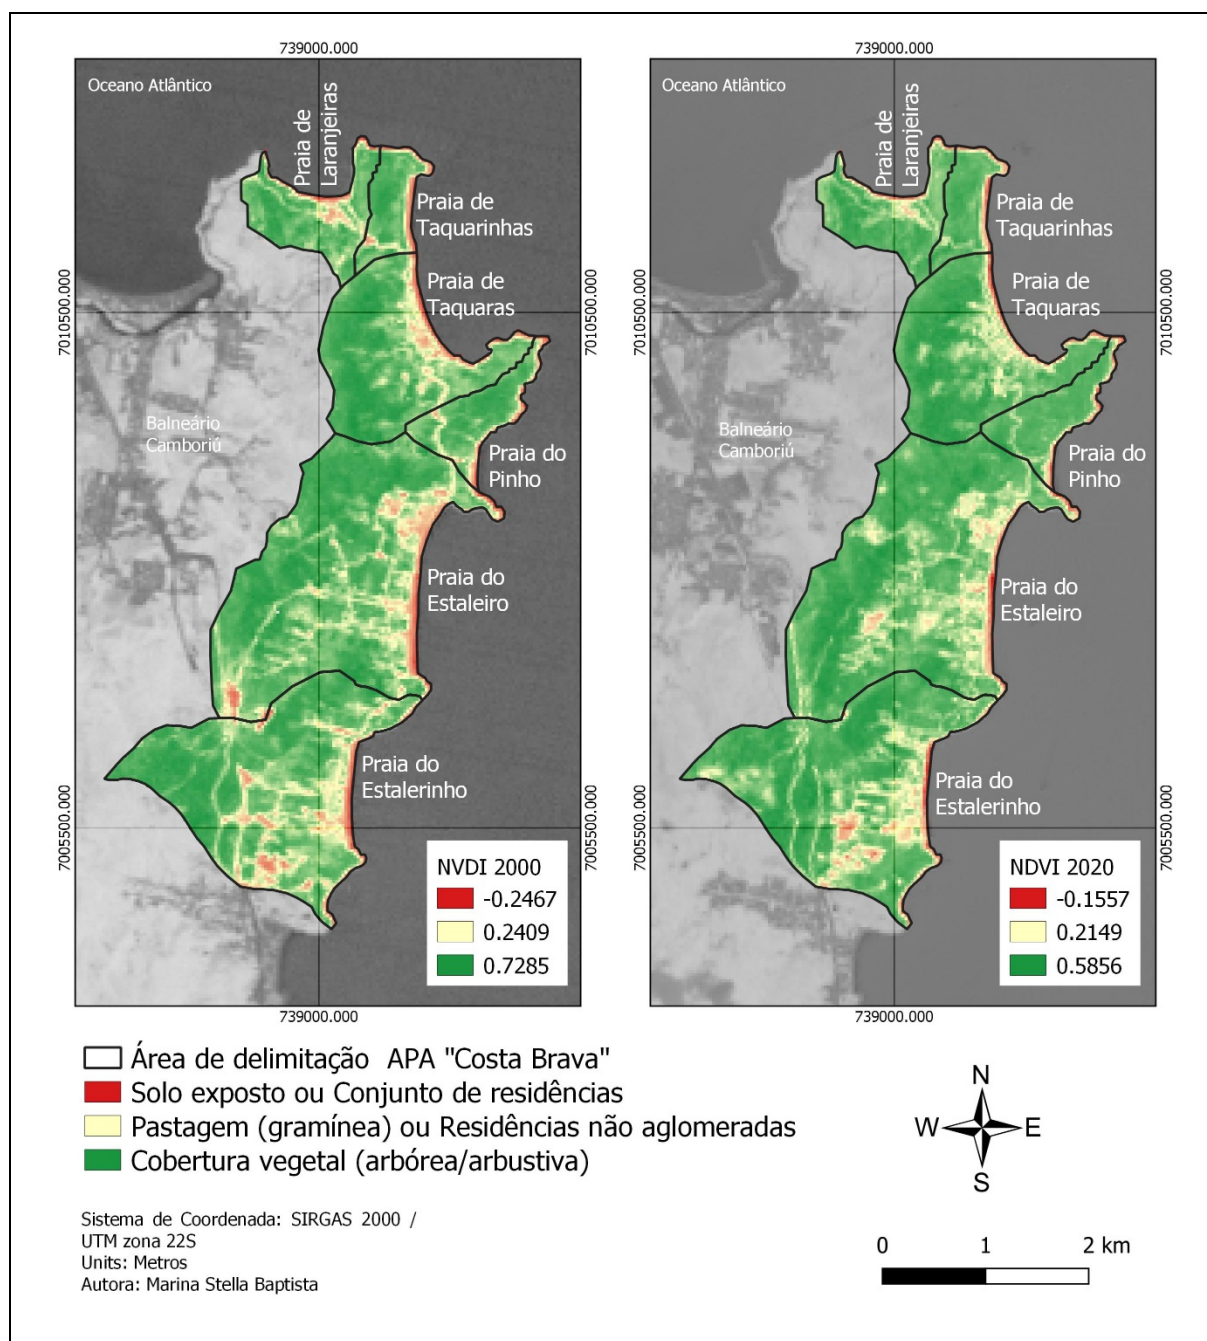 739000.000
Oceano Atlântico
Praia de
Laranjeiras
Praia de
Taquarinhas
Praia de
Taquaras
7010500.000
7010500.000
Balneário
Camboriú
Praia do
Pinho
Praia do
Estaleiro
Praia do
Estalerinho
7005500.000
7005500.000
NVDI 2000
-0.2467
0.2409
0.7285
739000.000
739000.000
Oceano Atlântico
Praia de
Laranjeiras
Praia de
Taquarinhas
Praia de
Taquaras
7010500.000
7010500.000
Balneário
Camboriú
Praia do
Pinho
Praia do
Estaleiro
Praia do
Estalerinho
7005500.000
7005500.000
NDVI 2020
-0.1557
0.2149
0.5856
739000.000
Área de delimitação APA "Costa Brava"
Solo exposto ou Conjunto de residências
Pastagem (gramínea) ou Residências não aglomeradas
Cobertura vegetal (arbórea/arbustiva)
Sistema de Coordenada: SIRGAS 2000 /
UTM zona 22S
Units: Metros
Autora: Marina Stella Baptista
N
W E
S
0 1 2 km